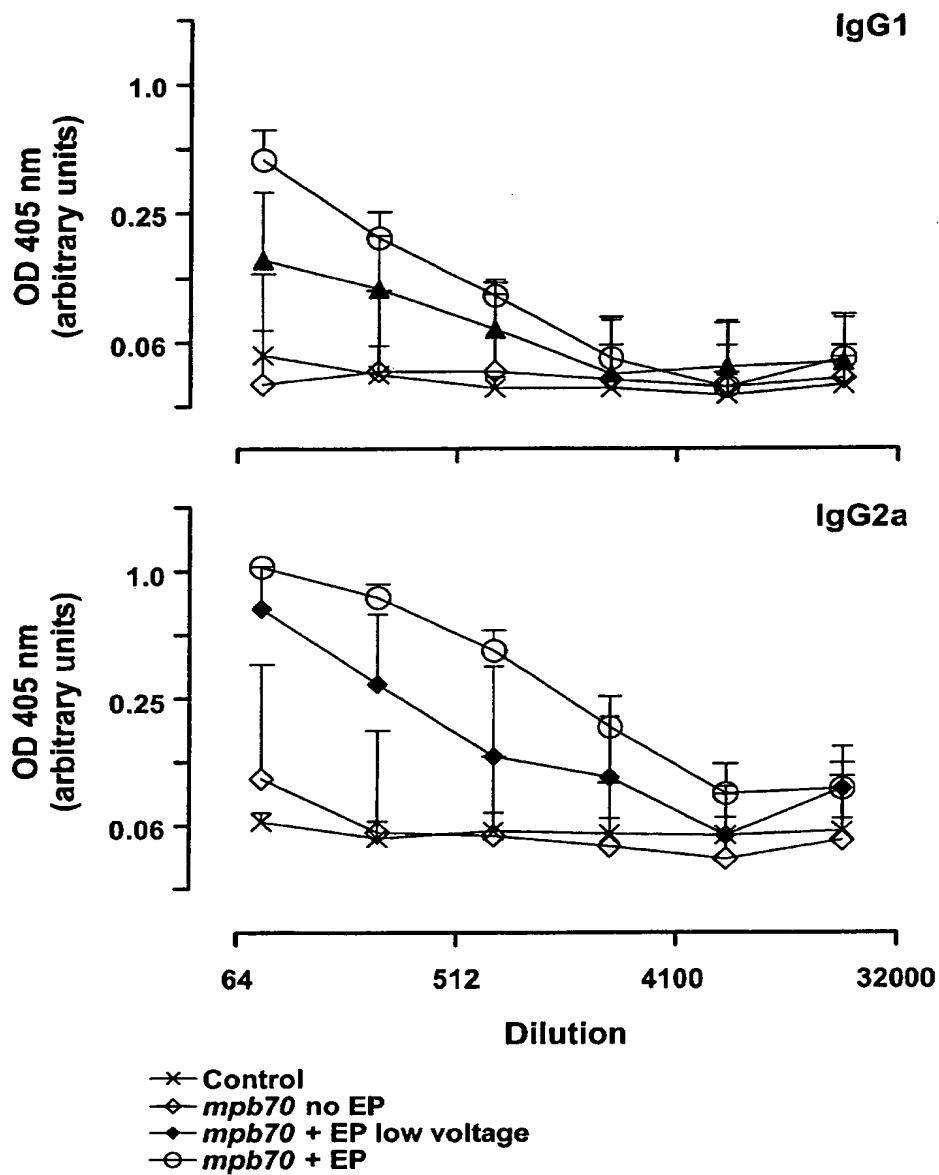 IgG1
OD 405 nm
(arbitrary units)
1.0
0.25
0.06
IgG2a
OD 405 nm
(arbitrary units)
1.0
0.25
0.06
64
512
4100
32000
Dilution
Control
mpb70 no EP
mpb70 + EP low voltage
mpb70 + EP